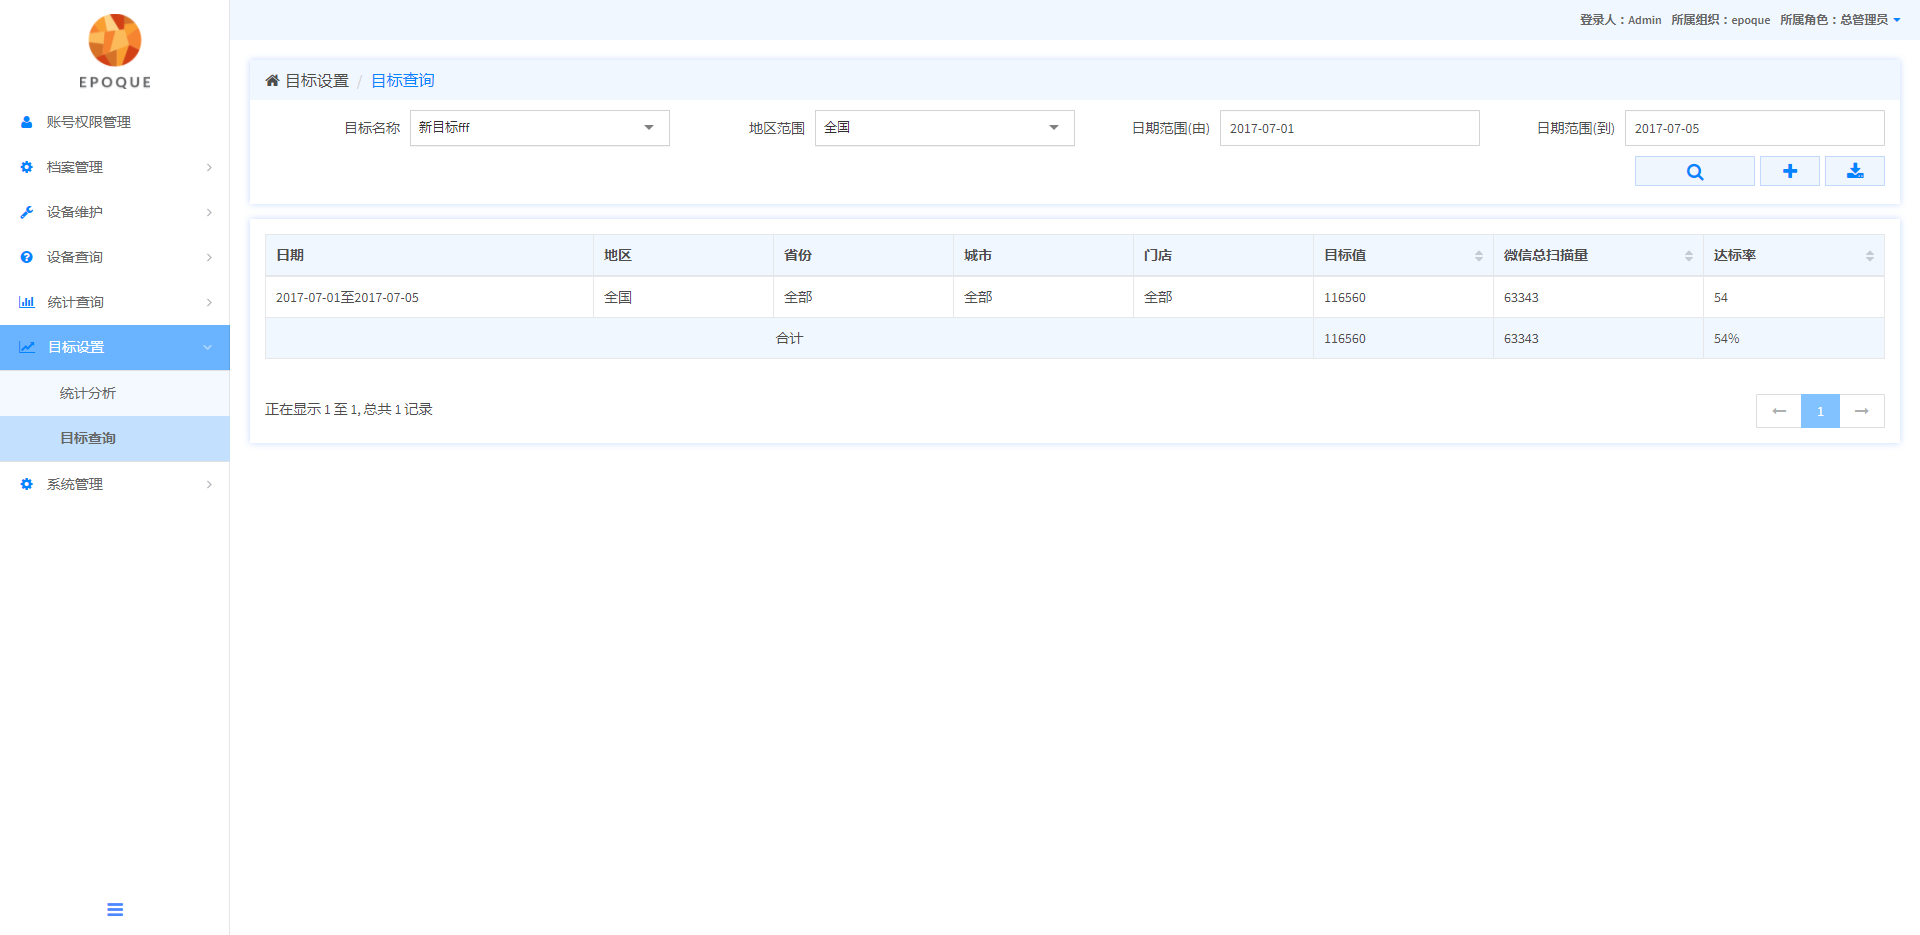 EPOQUE
账号权限管理
档案管理
设备维护
设备查询
统计查询
目标设置
统计分析
目标查询
系统管理
登录人：Admin 所属组织：epoque 所属角色：总管理员
目标设置 / 目标查询
目标名称 新目标fff 地区范围 全国 日期范围(由) 2017-07-01 日期范围(到) 2017-07-05
日期 地区 省份 城市 门店 目标值 微信总扫描量 达标率
2017-07-01至2017-07-05 全国 全部 全部 全部 116560 63343 54
合计 116560 63343 54%
正在显示 1 至 1, 总共 1 记录
← 1 →